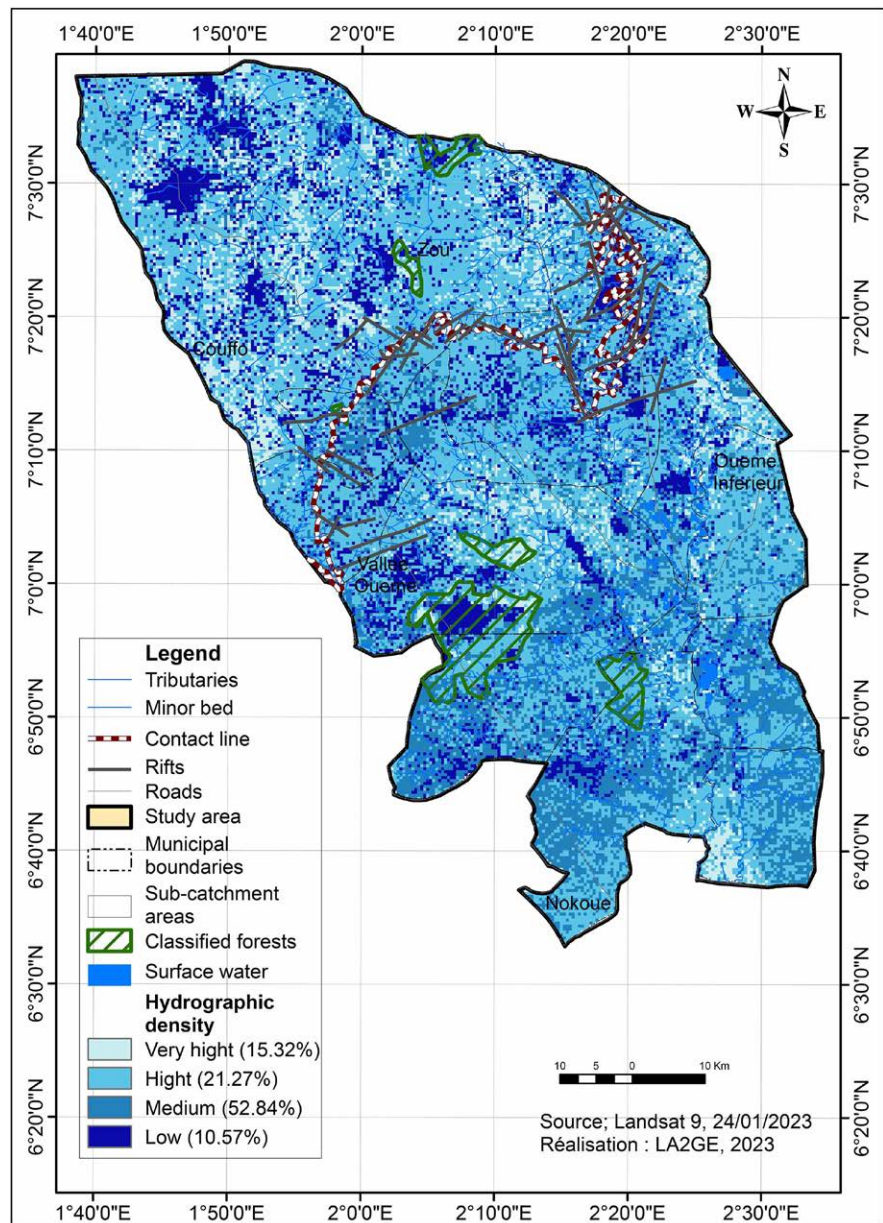 1°40'0"E 1°50'0"E 2°0'0"E 2°10'0"E 2°20'0"E 2°30'0"E
N
W E
S
7°30'0"N 7°30'0"N
Zou
7°20'0"N 7°20'0"N
Couffo
7°10'0"N 7°10'0"N
Oueme
Inferieur
Vallee
Oueme
7°0'0"N 7°0'0"N
6°50'0"N 6°50'0"N
6°40'0"N 6°40'0"N
Nokoue
6°30'0"N 6°30'0"N
6°20'0"N 6°20'0"N
Legend
Tributaries
Minor bed
Contact line
Rifts
Roads
Study area
Municipal
boundaries
Sub-catchment
areas
Classified forests
Surface water
Hydrographic
density
Very hight (15.32%)
Hight (21.27%)
Medium (52.84%)
Low (10.57%)
10 5 0 10 Km
Source; Landsat 9, 24/01/2023
Réalisation : LA2GE, 2023
1°40'0"E 1°50'0"E 2°0'0"E 2°10'0"E 2°20'0"E 2°30'0"E